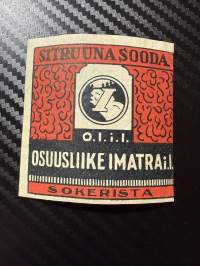 SITRUUNA SOODA
O.l.i.l.
OSUUSLIIKE IMATRA i.l.
SOKERISTA